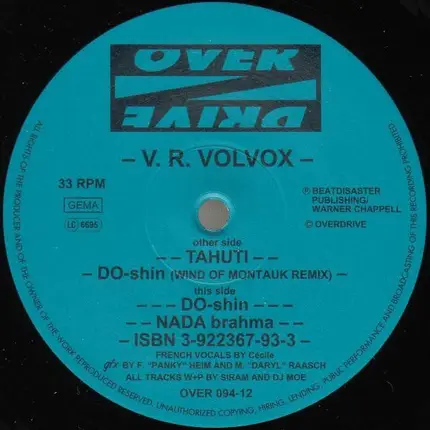 OVER
DRIVE
– V. R. VOLVOX –
33 RPM
GEMA
LC 6695
℗ BEATDISASTER
PUBLISHING/
WARNER CHAPPELL
© OVERDRIVE
other side
– – TAHUTI – –
– DO-shin (WIND OF MONTAUK REMIX) –
this side
– – – DO-shin – – –
– – NADA brahma – –
– ISBN 3-922367-93-3 –
FRENCH VOCALS BY Cécile
gfx BY F. "PANKY" HEIM AND M. "DARYL" RAASCH
ALL TRACKS W+P BY SIRAM AND DJ MOE
OVER 094-12
ALL RIGHTS OF THE PRODUCER AND OF THE OWNER OF THE WORK REPRODUCED RESERVED. UNAUTHORIZED COPYING, HIRING, LENDING, PUBLIC PERFORMANCE AND BROADCASTING OF THIS RECORD PROHIBITED.